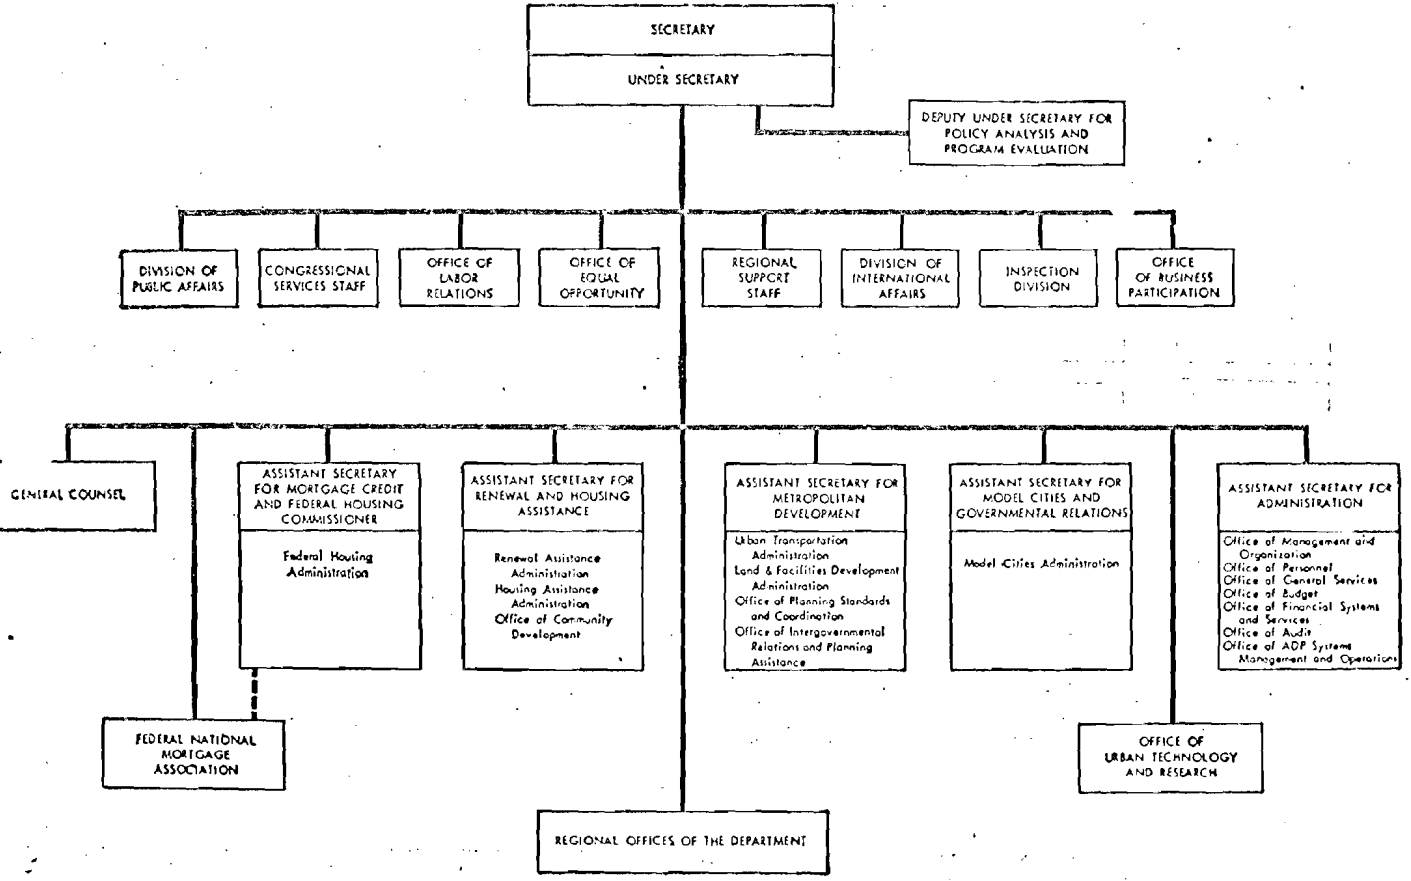 SECRETARY
UNDER SECRETARY
DEPUTY UNDER SECRETARY FOR
POLICY ANALYSIS AND
PROGRAM EVALUATION
DIVISION OF
PUBLIC AFFAIRS
CONGRESSIONAL
SERVICES STAFF
OFFICE OF
LABOR
RELATIONS
OFFICE OF
EQUAL
OPPORTUNITY
REGIONAL
SUPPORT
STAFF
DIVISION OF
INTERNATIONAL
AFFAIRS
INSPECTION
DIVISION
OFFICE
OF BUSINESS
PARTICIPATION
GENERAL COUNSEL
ASSISTANT SECRETARY
FOR MORTGAGE CREDIT
AND FEDERAL HOUSING
COMMISSIONER
Federal Housing
Administration
ASSISTANT SECRETARY FOR
RENEWAL AND HOUSING
ASSISTANCE
Renewal Assistance
Administration
Housing Assistance
Administration
Office of Community
Development
ASSISTANT SECRETARY FOR
METROPOLITAN
DEVELOPMENT
Urban Transportation
Administration
Land & Facilities Development
Administration
Office of Planning Standards
and Coordination
Office of Intergovernmental
Relations and Planning
Assistance
ASSISTANT SECRETARY FOR
MODEL CITIES AND
GOVERNMENTAL RELATIONS
Model Cities Administration
ASSISTANT SECRETARY FOR
ADMINISTRATION
Office of Management and
Organization
Office of Personnel
Office of General Services
Office of Budget
Office of Financial Systems
and Services
Office of Audit
Office of ADP Systems
Management and Operations
FEDERAL NATIONAL
MORTGAGE
ASSOCIATION
OFFICE OF
URBAN TECHNOLOGY
AND RESEARCH
REGIONAL OFFICES OF THE DEPARTMENT